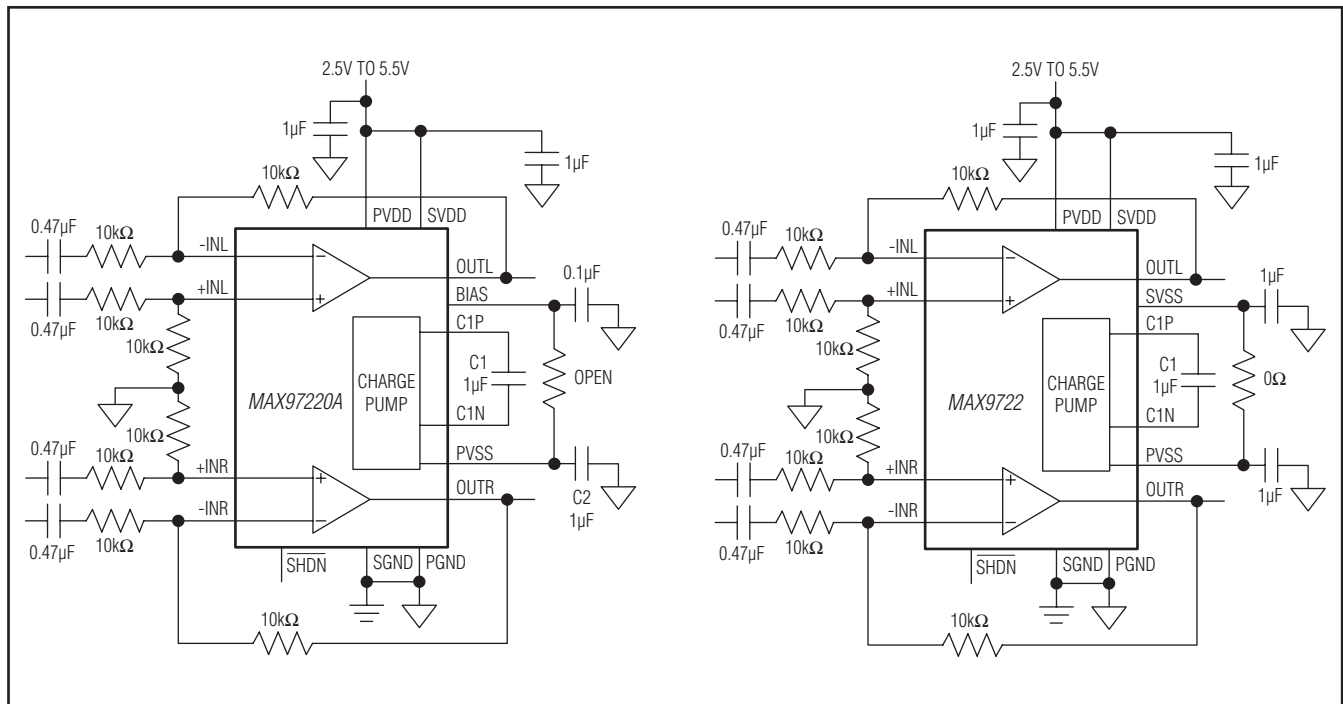 2.5V TO 5.5V
1µF
1µF
10kΩ
PVDD
SVDD
0.47µF
10kΩ
-INL
OUTL
0.1µF
+INL
BIAS
0.47µF
10kΩ
10kΩ
C1P
C1
1µF
OPEN
CHARGE
PUMP
MAX97220A
C1N
10kΩ
PVSS
0.47µF
10kΩ
+INR
OUTR
C2
1µF
-INR
0.47µF
10kΩ
SHDN
SGND
PGND
10kΩ
2.5V TO 5.5V
1µF
1µF
10kΩ
PVDD
SVDD
0.47µF
10kΩ
-INL
OUTL
1µF
+INL
SVSS
0.47µF
10kΩ
10kΩ
C1P
C1
1µF
0Ω
CHARGE
PUMP
MAX9722
C1N
10kΩ
PVSS
0.47µF
10kΩ
+INR
OUTR
1µF
-INR
0.47µF
10kΩ
SHDN
SGND
PGND
10kΩ